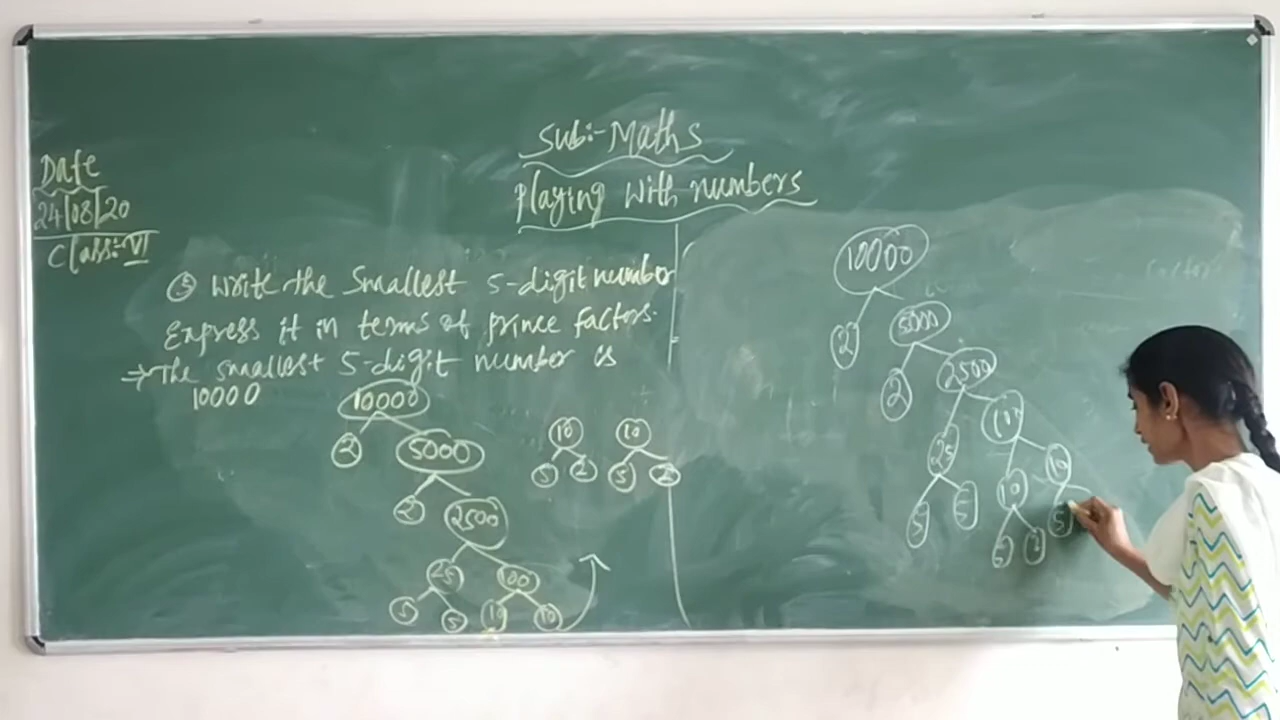 Sub:- Maths
Playing with numbers
Date
24|08|20
Class:- VI
③ Write the Smallest 5-digit number
Express it in terms of prince factors.
→ The smallest 5-digit number is
10000
10000
2 5000
2 2500
25 100
5 5 10 10
10 10
5 2 5 2
10000
2 5000
2 2500
25 100
10 10
5 5 5 2 5